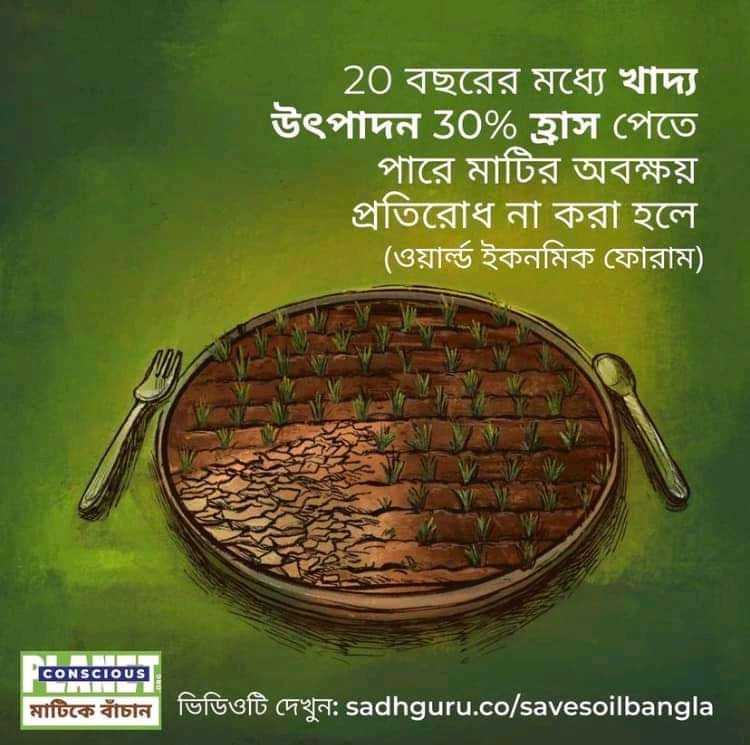 20 বছরের মধ্যে খাদ্য
উৎপাদন 30% হ্রাস পেতে
পারে মাটির অবক্ষয়
প্রতিরোধ না করা হলে
(ওয়ার্ল্ড ইকনমিক ফোরাম)
PLANET
CONSCIOUS
.ORG
মাটিকে বাঁচান
ভিডিওটি দেখুন: sadhguru.co/savesoilbangla